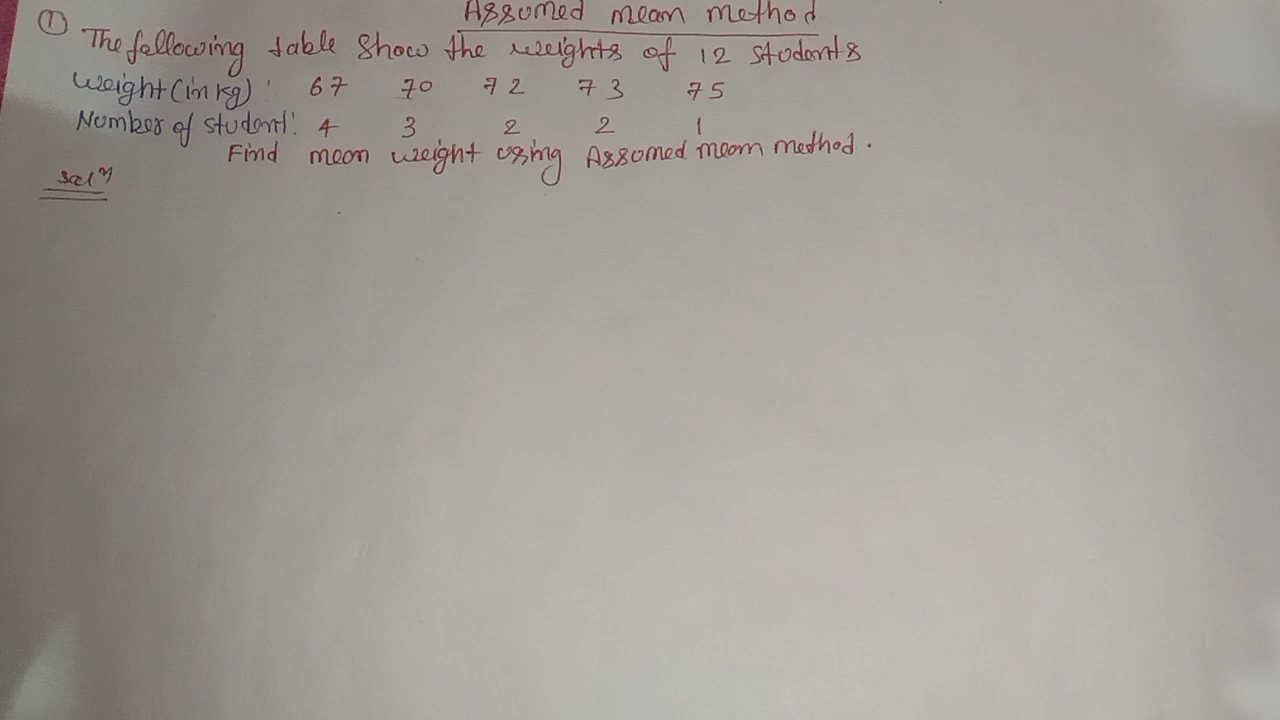 Assumed mean method
① The following table show the weights of 12 students
Weight (in kg) : 67 70 72 73 75
Number of student : 4 3 2 2 1
Find mean weight using Assumed mean method.
Solⁿ